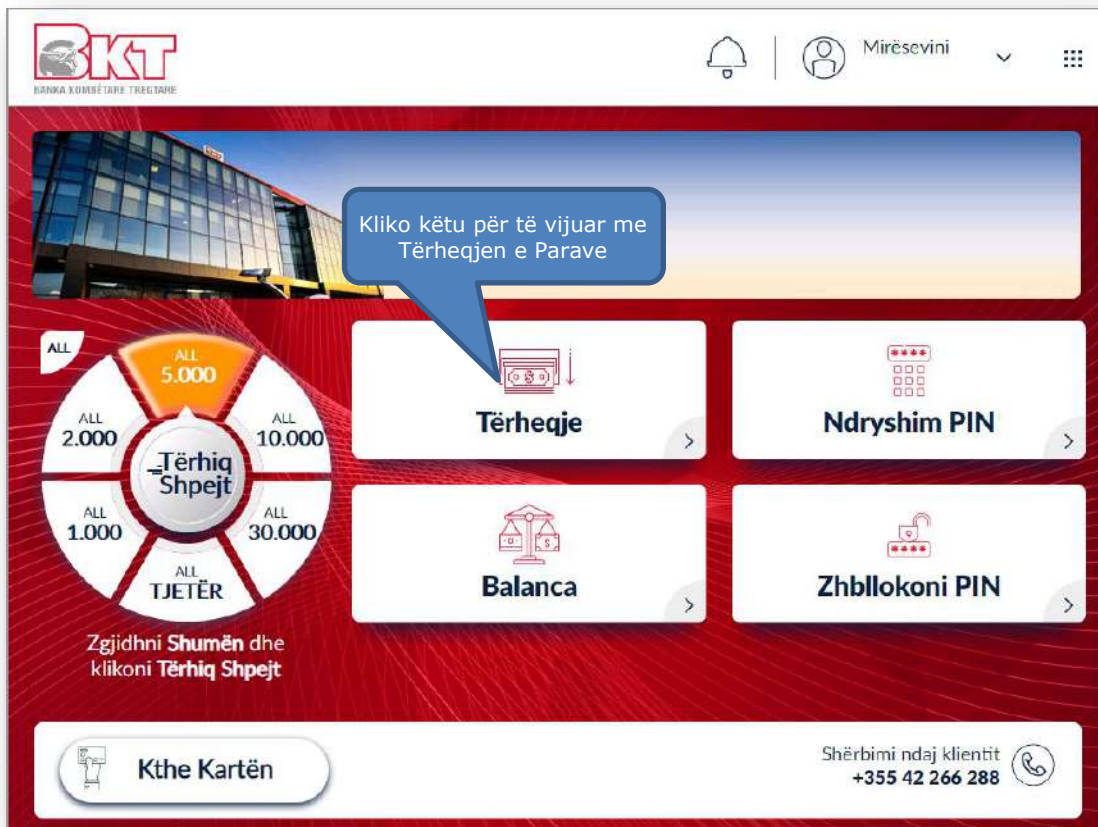 BKT
BANKA KOMBËTARE TREGTARE
Mirësevini
Kliko këtu për të vijuar me
Tërheqjen e Parave
ALL
ALL
5.000
ALL
2.000
ALL
10.000
Tërhiq
Shpejt
ALL
1.000
ALL
30.000
ALL
TJETËR
Zgjidhni Shumën dhe
klikoni Tërhiq Shpejt
Tërheqje
Ndryshim PIN
Balanca
Zhbllokoni PIN
Kthe Kartën
Shërbimi ndaj klientit
+355 42 266 288